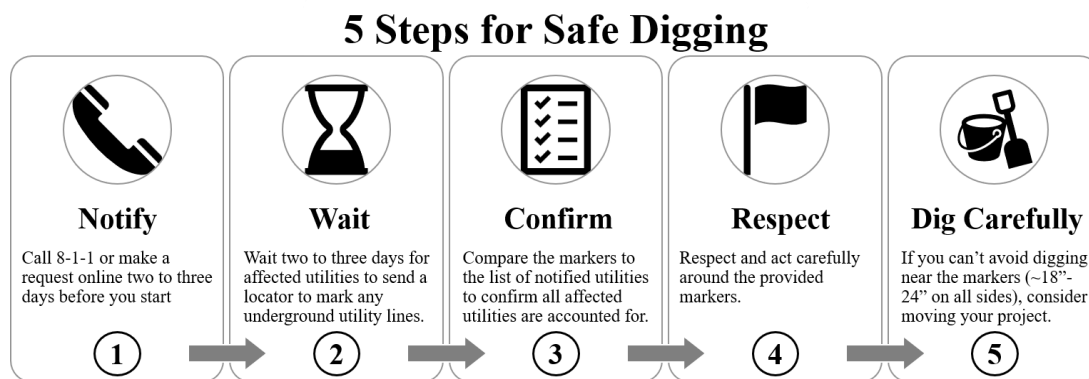 5 Steps for Safe Digging
Notify
Call 8-1-1 or make a
request online two to three
days before you start
1
Wait
Wait two to three days for
affected utilities to send a
locator to mark any
underground utility lines.
2
Confirm
Compare the markers to
the list of notified utilities
to confirm all affected
utilities are accounted for.
3
Respect
Respect and act carefully
around the provided
markers.
4
Dig Carefully
If you can’t avoid digging
near the markers (~18”-
24” on all sides), consider
moving your project.
5